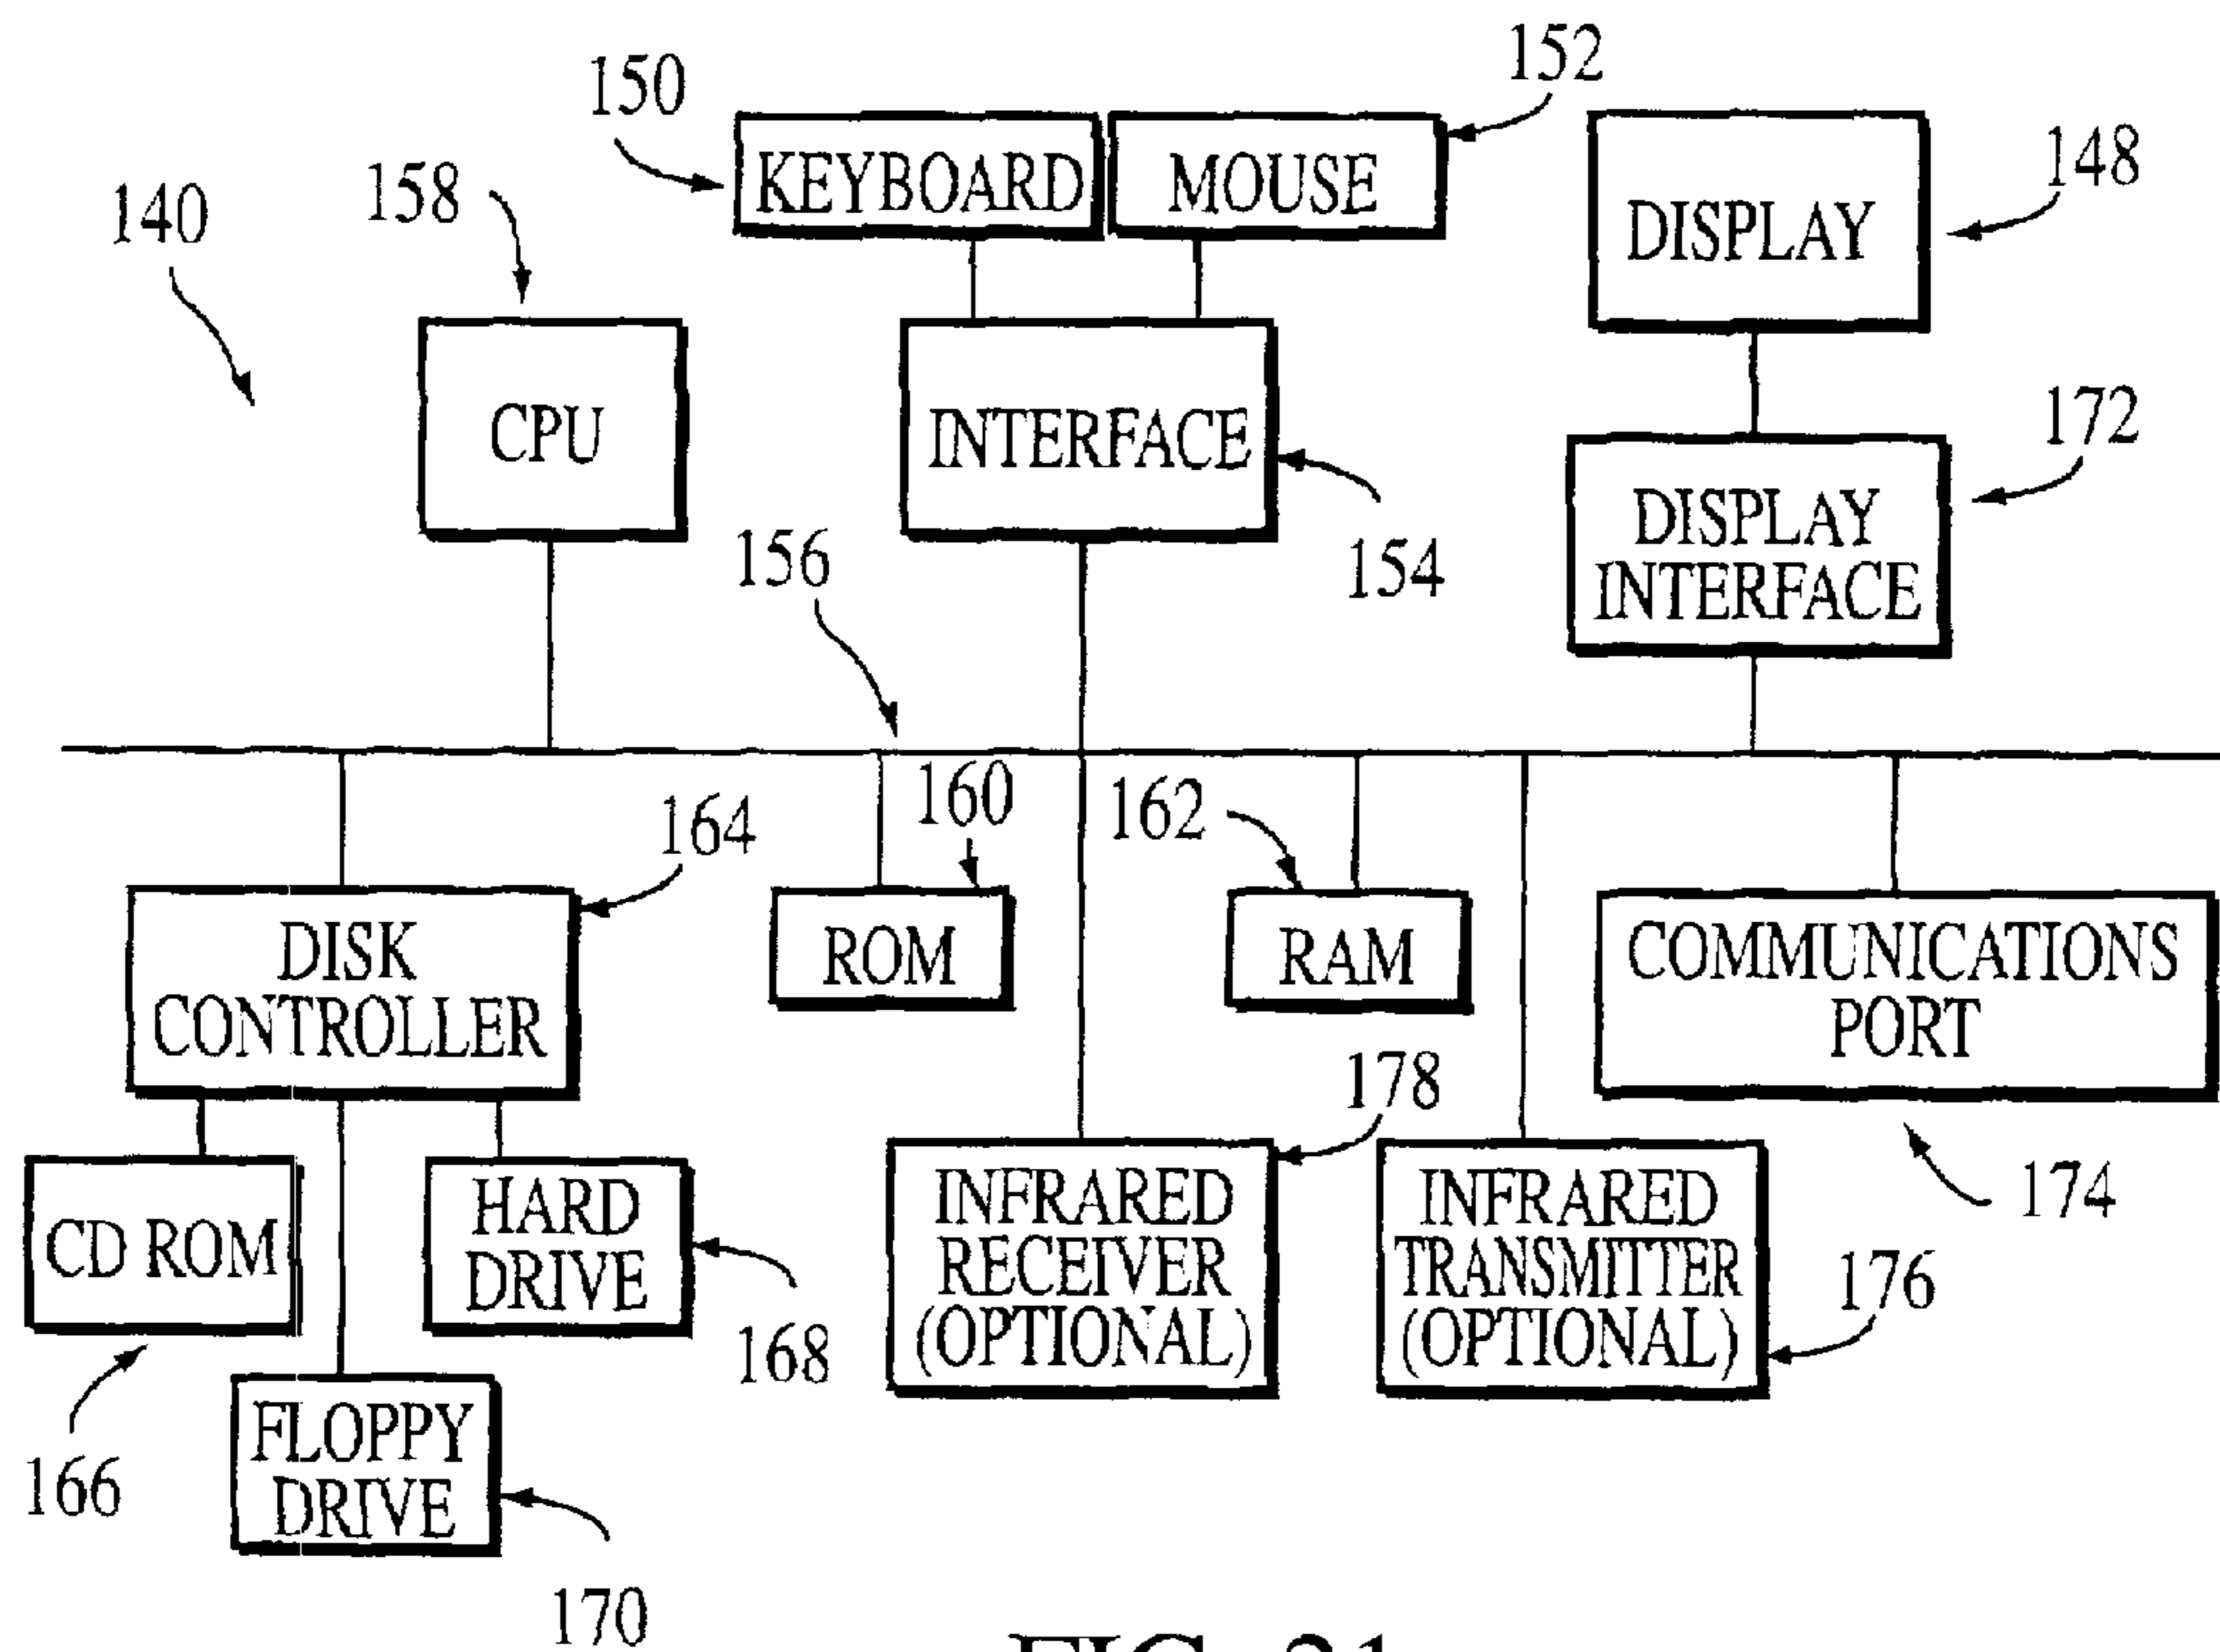 152
150
KEYBOARD
MOUSE
148
158
140
DISPLAY
172
CPU
INTERFACE
DISPLAY
INTERFACE
156
154
160
162
164
DISK
CONTROLLER
ROM
RAM
COMMUNICATIONS
PORT
178
174
CD ROM
HARD
DRIVE
INFRARED
RECEIVER
(OPTIONAL)
INFRARED
TRANSMITTER
(OPTIONAL)
176
168
166
FLOPPY
DRIVE
170